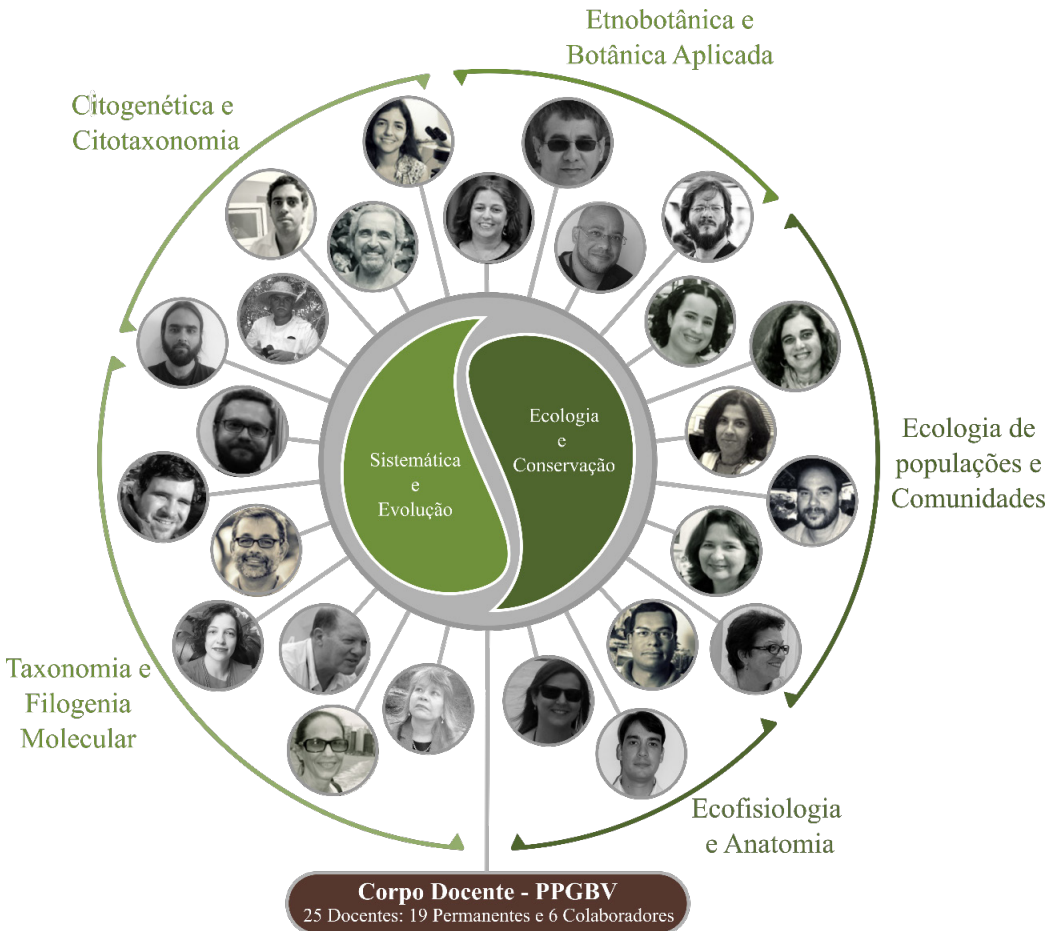 Etnobotânica e
Botânica Aplicada
Citogenética e
Citotaxonomia
Ecologia
e
Conservação
Sistemática
e
Evolução
Ecologia de
populações e
Comunidades
Taxonomia e
Filogenia
Molecular
Ecofisiologia
e Anatomia
Corpo Docente - PPGBV
25 Docentes: 19 Permanentes e 6 Colaboradores